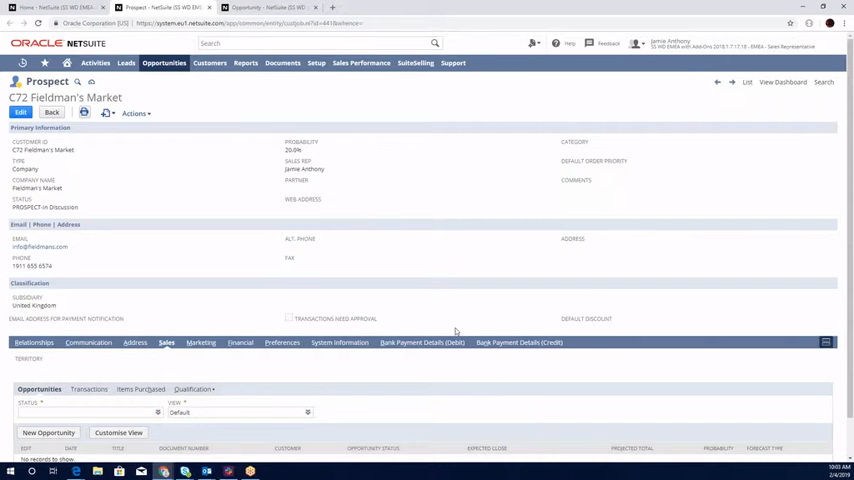 Home - NetSuite (SS WD EMEA
Prospect - NetSuite (SS WD EME
Opportunity - NetSuite (SS WD
Oracle Corporation [US]
https://system.eu1.netsuite.com/app/common/entity/custjob.nl?id=441&whence=
ORACLE NETSUITE
Search
Help
Feedback
Jamie Anthony
SS WD EMEA with Add-Ons 2018.1.7.17.18 - EMEA - Sales Representative
Activities Leads Opportunities Customers Reports Documents Setup Sales Performance SuiteSelling Support
Prospect
List View Dashboard Search
C72 Fieldman's Market
Edit Back Actions
Primary Information
CUSTOMER ID PROBABILITY CATEGORY
C72 Fieldman's Market 20.0%
TYPE SALES REP DEFAULT ORDER PRIORITY
Company Jamie Anthony
COMPANY NAME PARTNER COMMENTS
Fieldman's Market
STATUS WEB ADDRESS
PROSPECT-In Discussion
Email | Phone | Address
EMAIL ALT. PHONE ADDRESS
info@fieldmans.com
PHONE FAX
1911 655 6574
Classification
SUBSIDIARY
United Kingdom
EMAIL ADDRESS FOR PAYMENT NOTIFICATION TRANSACTIONS NEED APPROVAL DEFAULT DISCOUNT
Relationships Communication Address Sales Marketing Financial Preferences System Information Bank Payment Details (Debit) Bank Payment Details (Credit)
TERRITORY
Opportunities Transactions Items Purchased Qualification •
STATUS * VIEW *
Default
New Opportunity Customise View
EDIT DATE TITLE DOCUMENT NUMBER CUSTOMER OPPORTUNITY STATUS EXPECTED CLOSE PROJECTED TOTAL PROBABILITY FORECAST TYPE
No records to show.
10:03 AM
2/4/2019